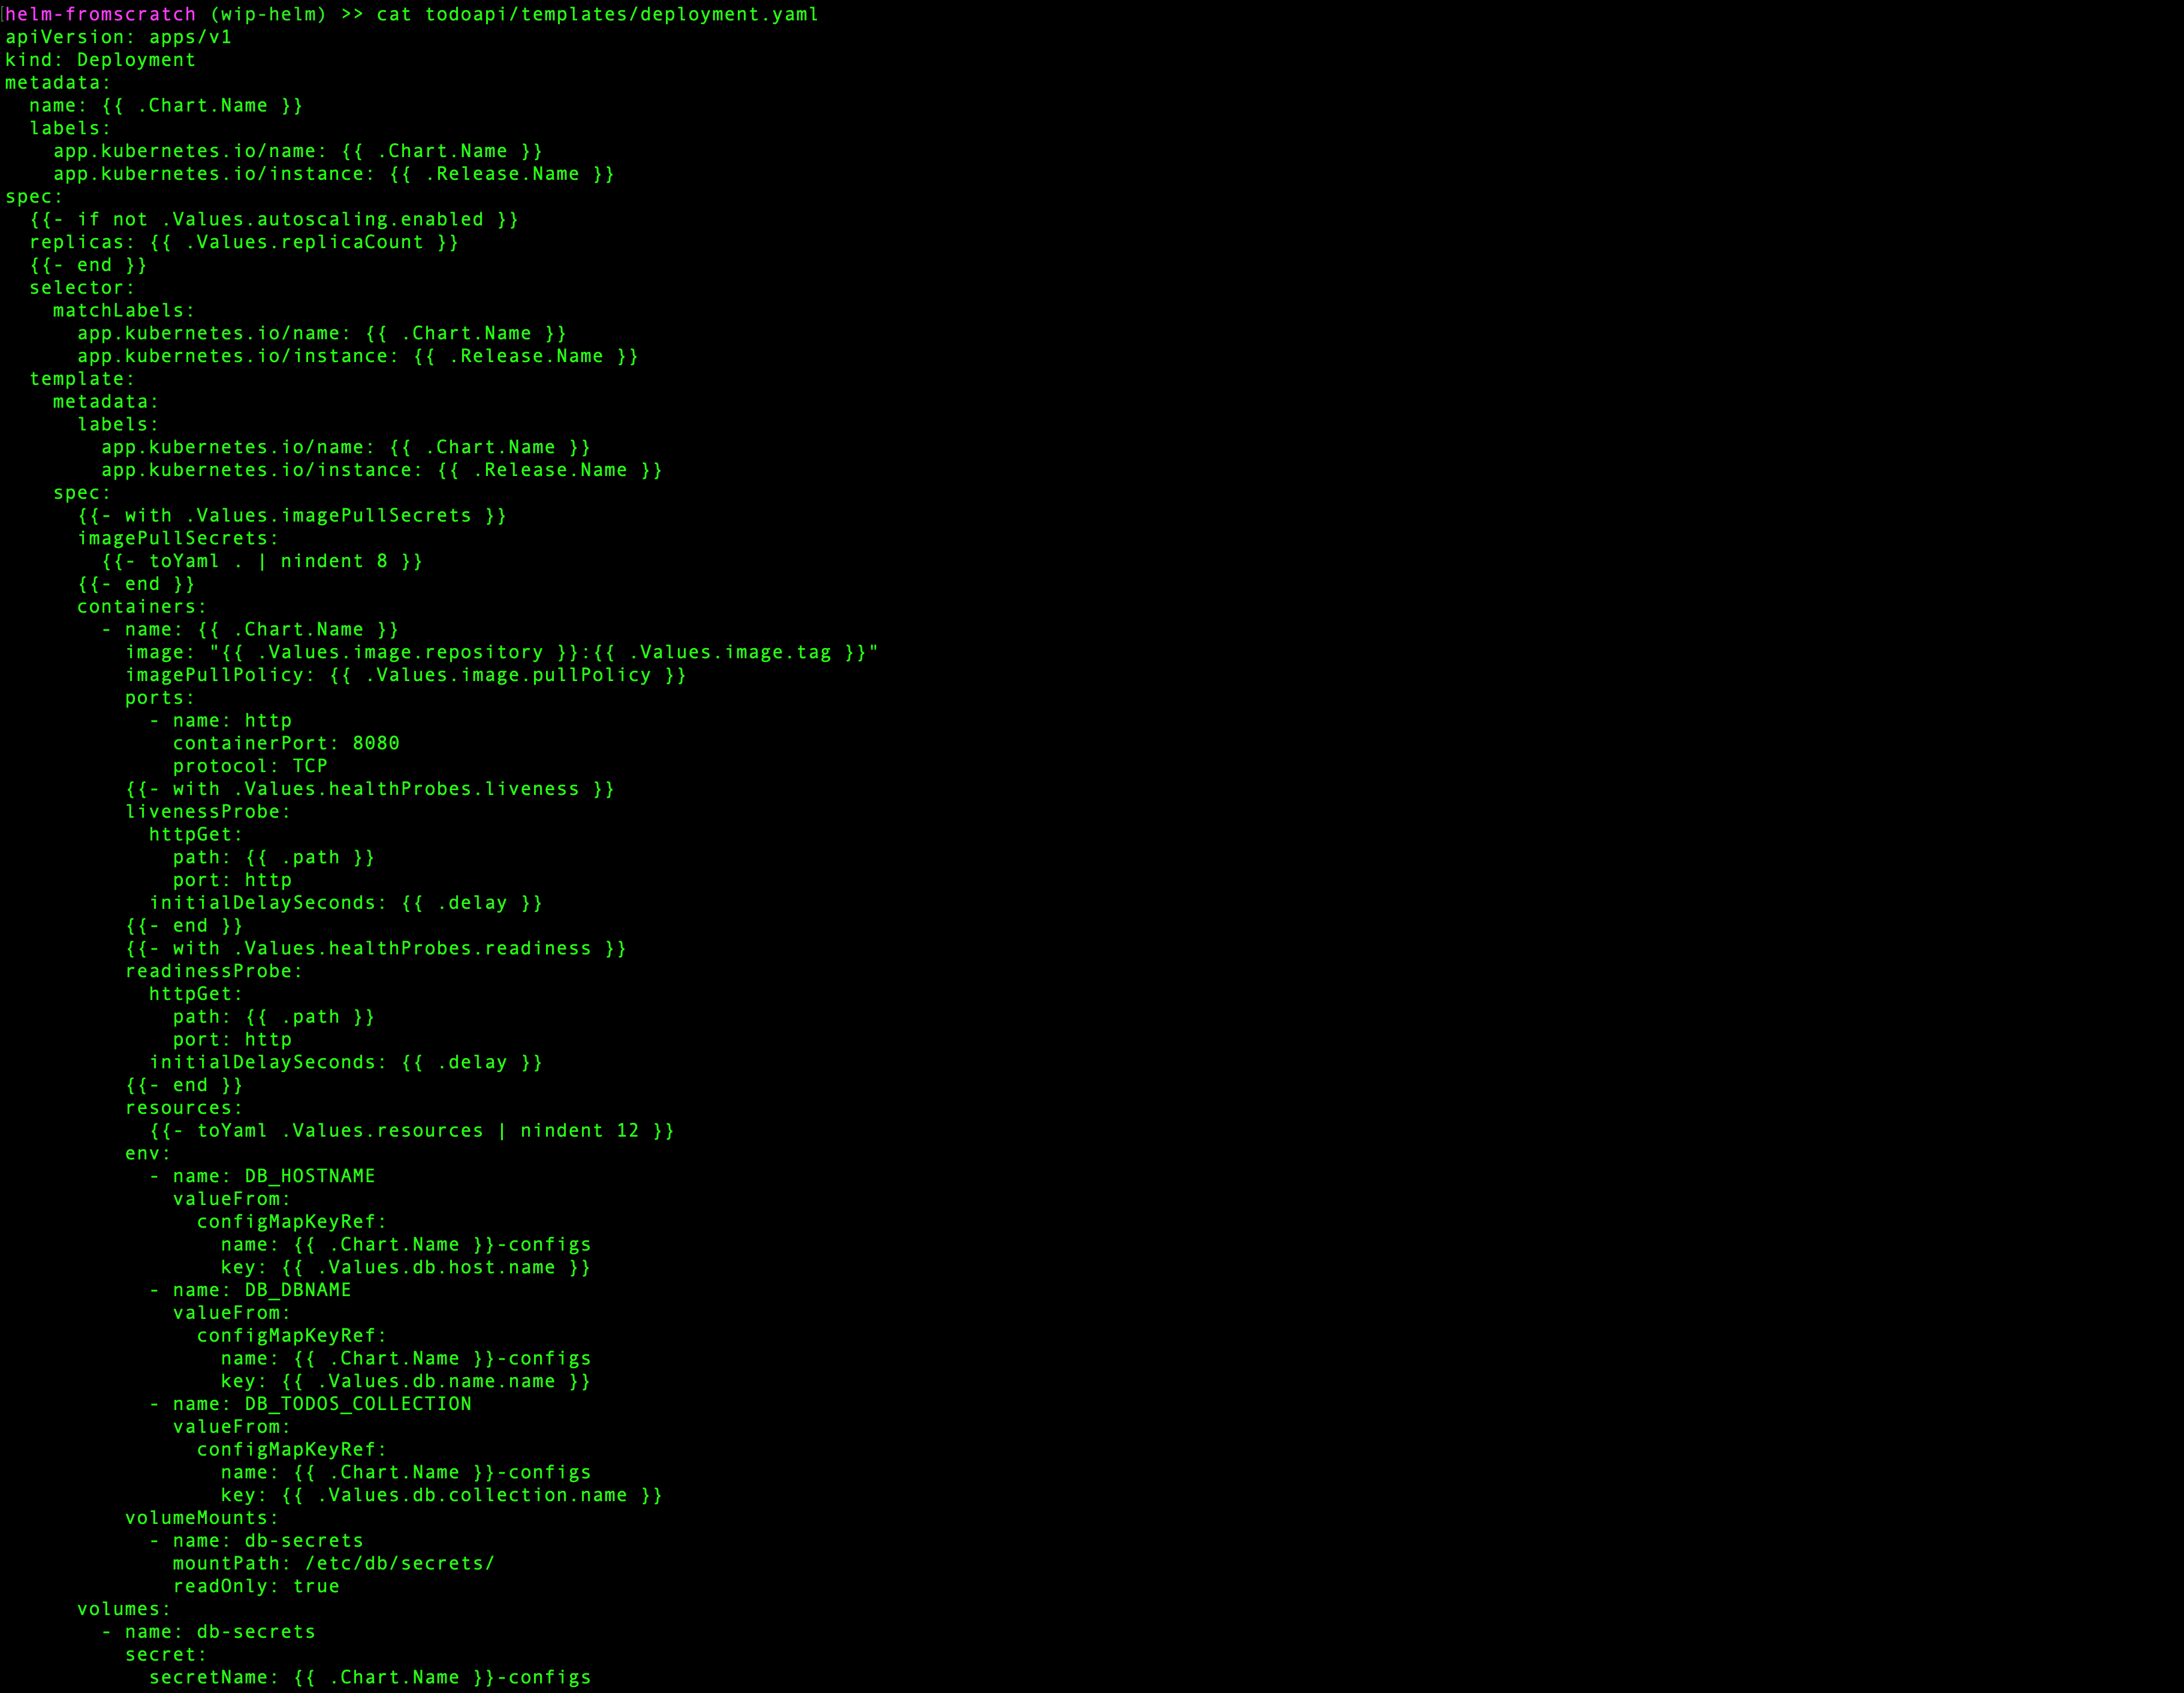 helm-fromscratch (wip-helm) >> cat todoapi/templates/deployment.yaml
apiVersion: apps/v1
kind: Deployment
metadata:
  name: {{ .Chart.Name }}
  labels:
    app.kubernetes.io/name: {{ .Chart.Name }}
    app.kubernetes.io/instance: {{ .Release.Name }}
spec:
  {{- if not .Values.autoscaling.enabled }}
  replicas: {{ .Values.replicaCount }}
  {{- end }}
  selector:
    matchLabels:
      app.kubernetes.io/name: {{ .Chart.Name }}
      app.kubernetes.io/instance: {{ .Release.Name }}
  template:
    metadata:
      labels:
        app.kubernetes.io/name: {{ .Chart.Name }}
        app.kubernetes.io/instance: {{ .Release.Name }}
    spec:
      {{- with .Values.imagePullSecrets }}
      imagePullSecrets:
        {{- toYaml . | nindent 8 }}
      {{- end }}
      containers:
        - name: {{ .Chart.Name }}
          image: "{{ .Values.image.repository }}:{{ .Values.image.tag }}"
          imagePullPolicy: {{ .Values.image.pullPolicy }}
          ports:
            - name: http
              containerPort: 8080
              protocol: TCP
          {{- with .Values.healthProbes.liveness }}
          livenessProbe:
            httpGet:
              path: {{ .path }}
              port: http
            initialDelaySeconds: {{ .delay }}
          {{- end }}
          {{- with .Values.healthProbes.readiness }}
          readinessProbe:
            httpGet:
              path: {{ .path }}
              port: http
            initialDelaySeconds: {{ .delay }}
          {{- end }}
          resources:
            {{- toYaml .Values.resources | nindent 12 }}
          env:
            - name: DB_HOSTNAME
              valueFrom:
                configMapKeyRef:
                  name: {{ .Chart.Name }}-configs
                  key: {{ .Values.db.host.name }}
            - name: DB_DBNAME
              valueFrom:
                configMapKeyRef:
                  name: {{ .Chart.Name }}-configs
                  key: {{ .Values.db.name.name }}
            - name: DB_TODOS_COLLECTION
              valueFrom:
                configMapKeyRef:
                  name: {{ .Chart.Name }}-configs
                  key: {{ .Values.db.collection.name }}
          volumeMounts:
            - name: db-secrets
              mountPath: /etc/db/secrets/
              readOnly: true
      volumes:
        - name: db-secrets
          secret:
            secretName: {{ .Chart.Name }}-configs